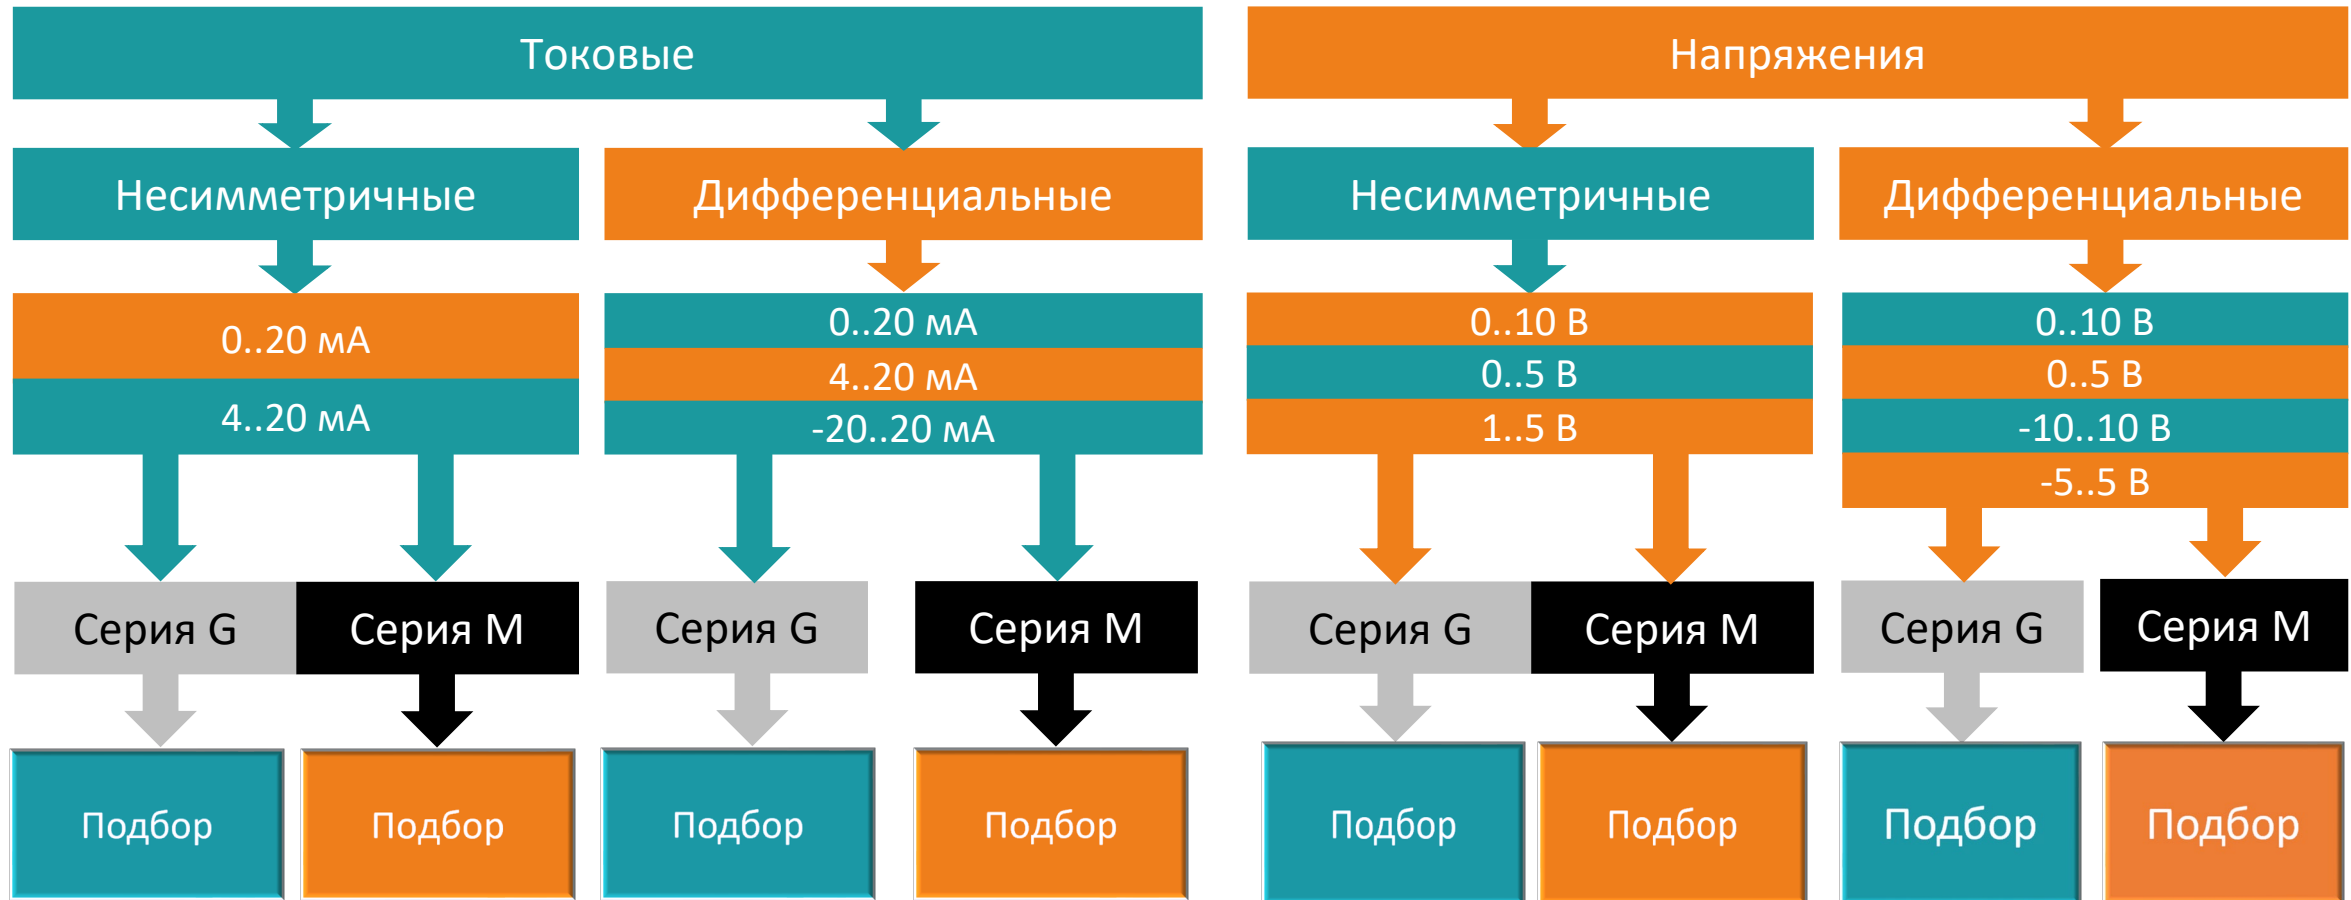 Токовые
Напряжения
Несимметричные
Дифференциальные
Несимметричные
Дифференциальные
0..20 мА
4..20 мА
0..20 мА
4..20 мА
-20..20 мА
0..10 В
0..5 В
1..5 В
0..10 В
0..5 В
-10..10 В
-5..5 В
Серия G
Серия M
Серия G
Серия M
Серия G
Серия M
Серия G
Серия M
Подбор
Подбор
Подбор
Подбор
Подбор
Подбор
Подбор
Подбор